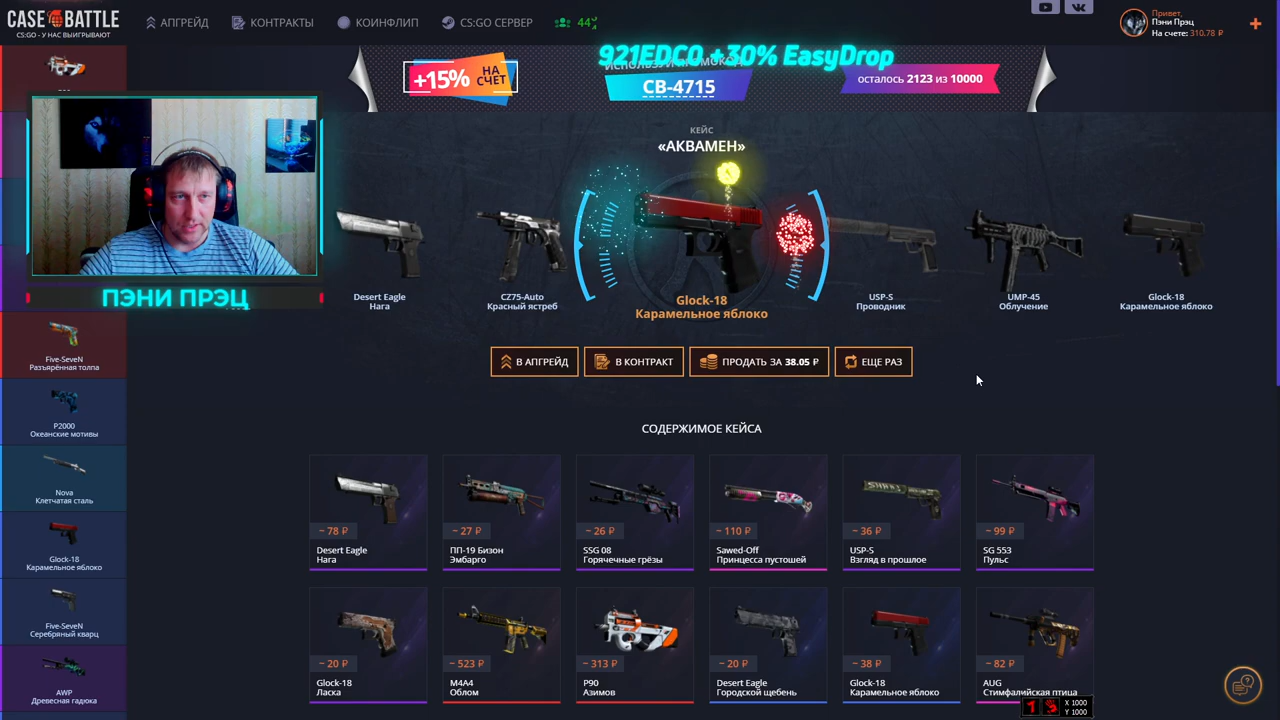 CASE BATTLE
CS:GO - У НАС ВЫИГРЫВАЮТ
АПГРЕЙД
КОНТРАКТЫ
КОИНФЛИП
CS:GO СЕРВЕР
Привет,
Пэни Прэц
На счете: 310.78 ₽
+15% НА СЧЕТ
921EDC0 +30% EasyDrop
CB-4715
осталось 2123 из 10000
КЕЙС
«АКВАМЕН»
Desert Eagle
Нага
CZ75-Auto
Красный ястреб
Glock-18
Карамельное яблоко
USP-S
Проводник
UMP-45
Облучение
Glock-18
Карамельное яблоко
ПЭНИ ПРЭЦ
В АПГРЕЙД
В КОНТРАКТ
ПРОДАТЬ ЗА 38.05 ₽
ЕЩЕ РАЗ
Five-SeveN
Разъярённая толпа
P2000
Океанские мотивы
Nova
Клетчатая сталь
Glock-18
Карамельное яблоко
Five-SeveN
Серебряный кварц
AWP
Древесная гадюка
СОДЕРЖИМОЕ КЕЙСА
~ 78 ₽
Desert Eagle
Нага
~ 27 ₽
ПП-19 Бизон
Эмбарго
~ 26 ₽
SSG 08
Горячечные грёзы
~ 110 ₽
Sawed-Off
Принцесса пустошей
~ 36 ₽
USP-S
Взгляд в прошлое
~ 99 ₽
SG 553
Пульс
~ 20 ₽
Glock-18
Ласка
~ 523 ₽
M4A4
Облом
~ 313 ₽
P90
Азимов
~ 20 ₽
Desert Eagle
Городской щебень
~ 38 ₽
Glock-18
Карамельное яблоко
~ 82 ₽
AUG
Стимфалийская птица
X 1000
Y 1000